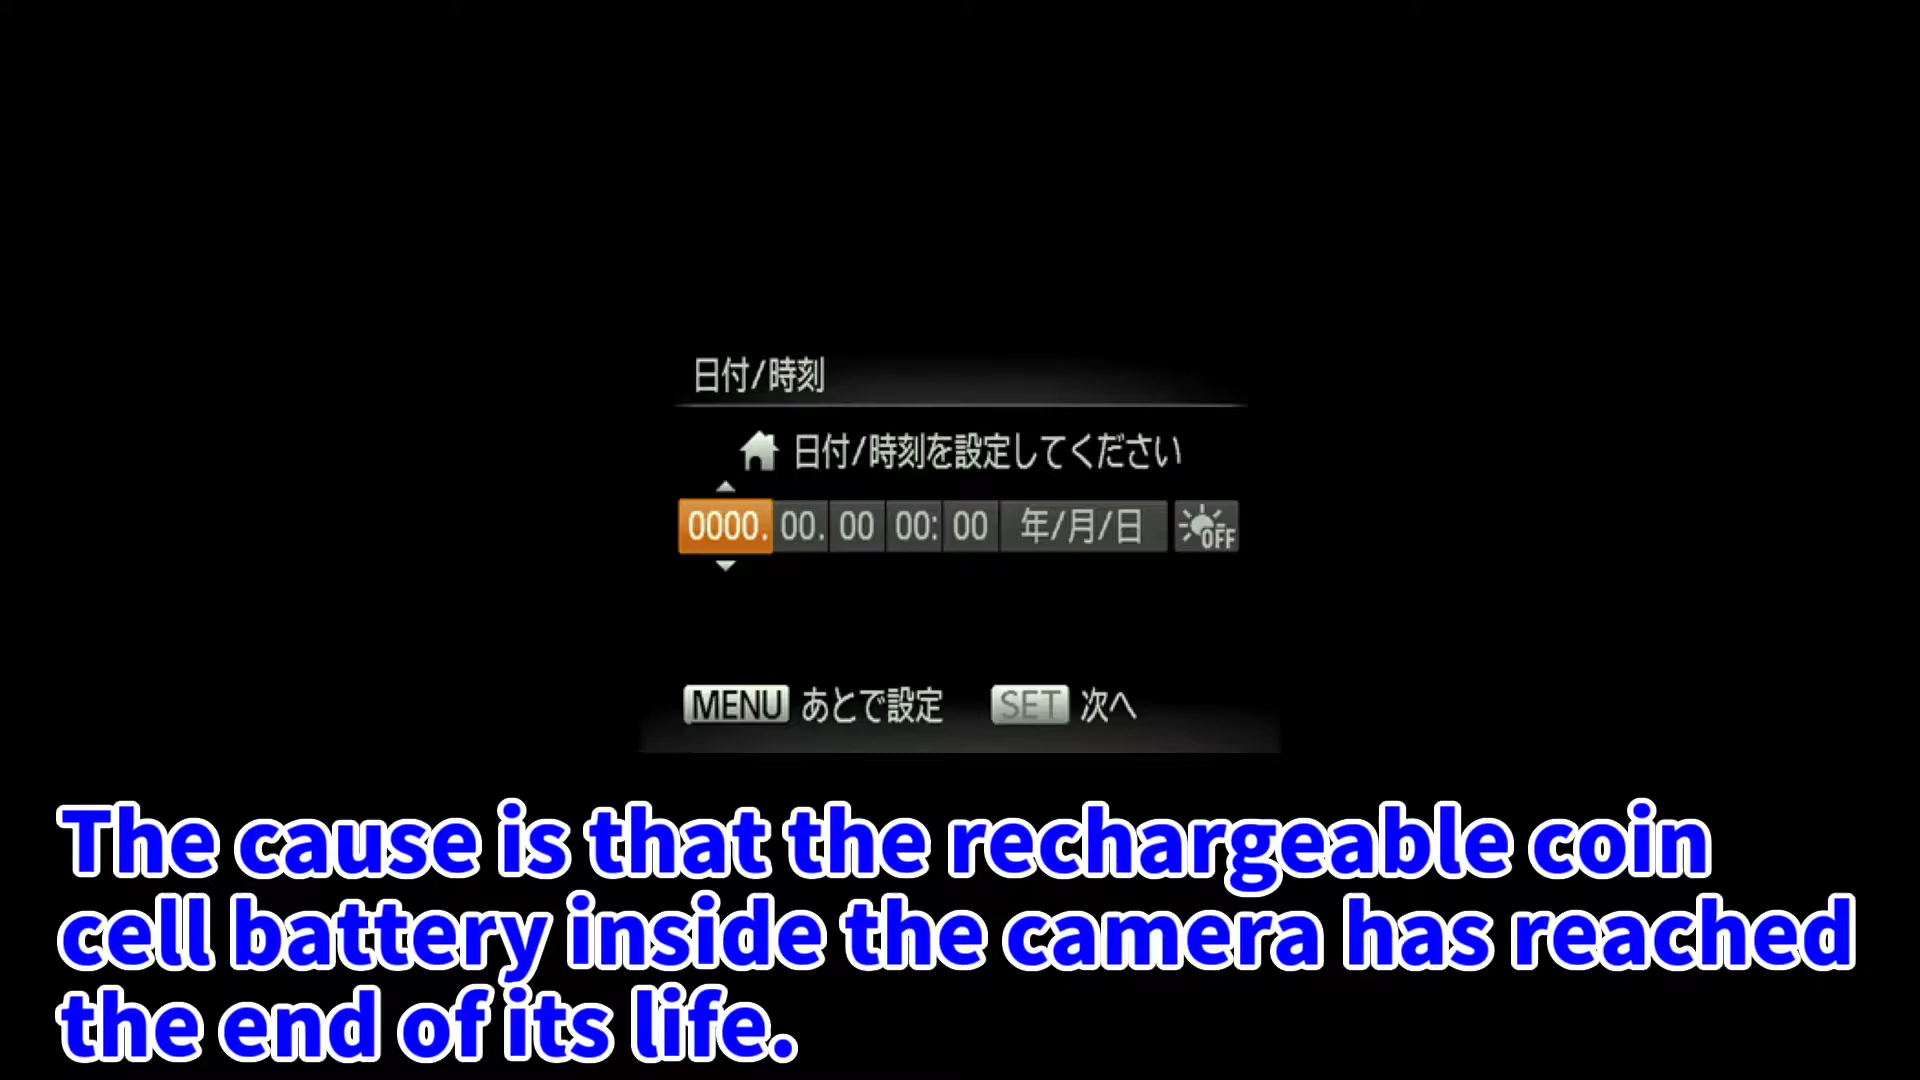 日付/時刻
日付/時刻を設定してください
0000. 00. 00 00: 00 年/月/日 OFF
MENU あとで設定 SET 次へ
The cause is that the rechargeable coin
cell battery inside the camera has reached
the end of its life.